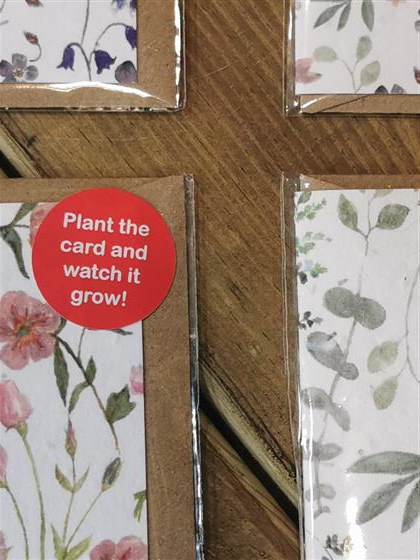 Plant the
card and
watch it
grow!